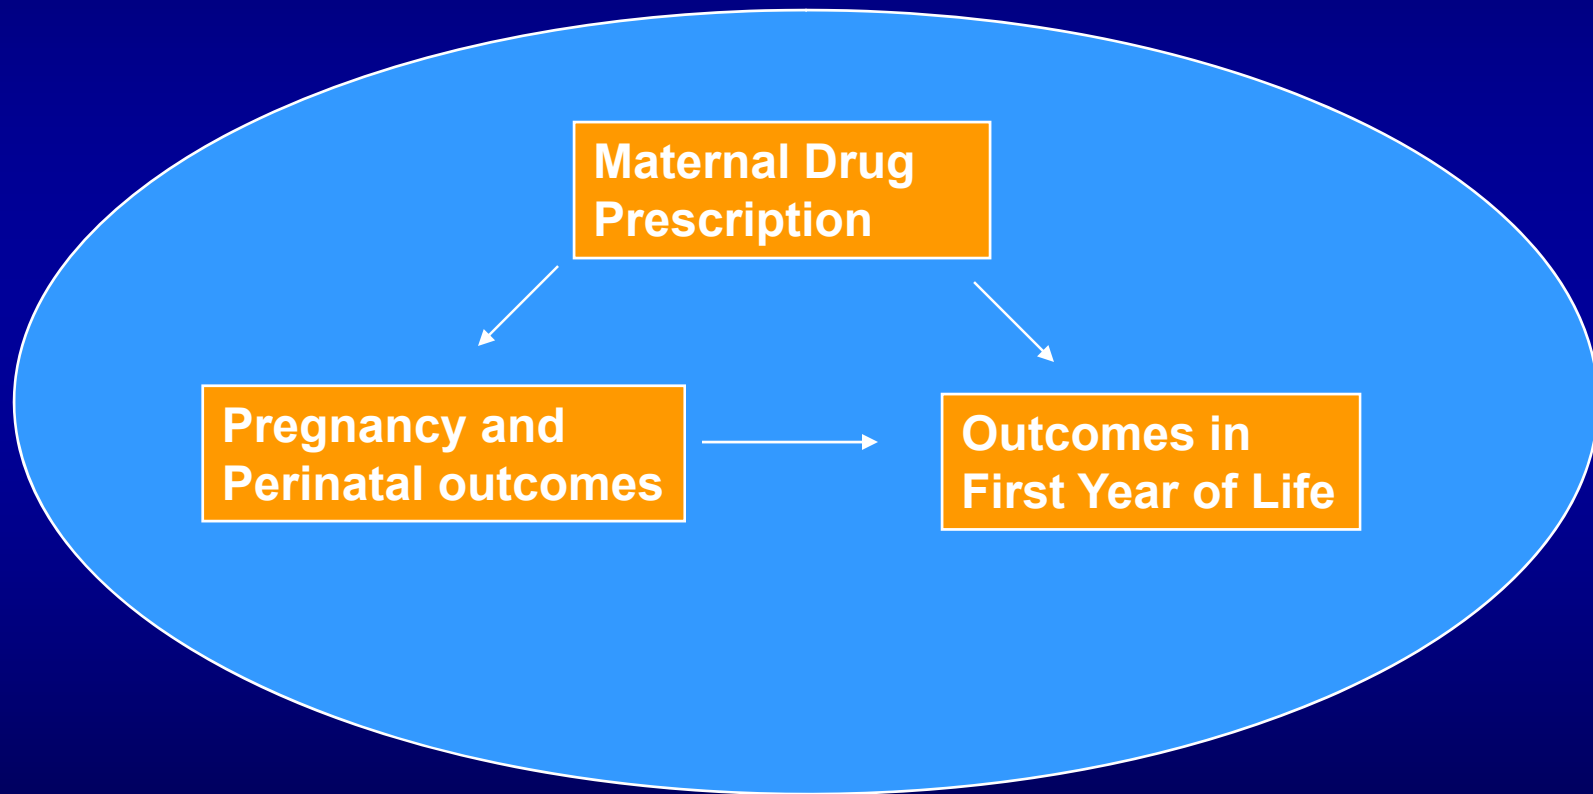 Maternal Drug
Prescription
Pregnancy and
Perinatal outcomes
Outcomes in
First Year of Life